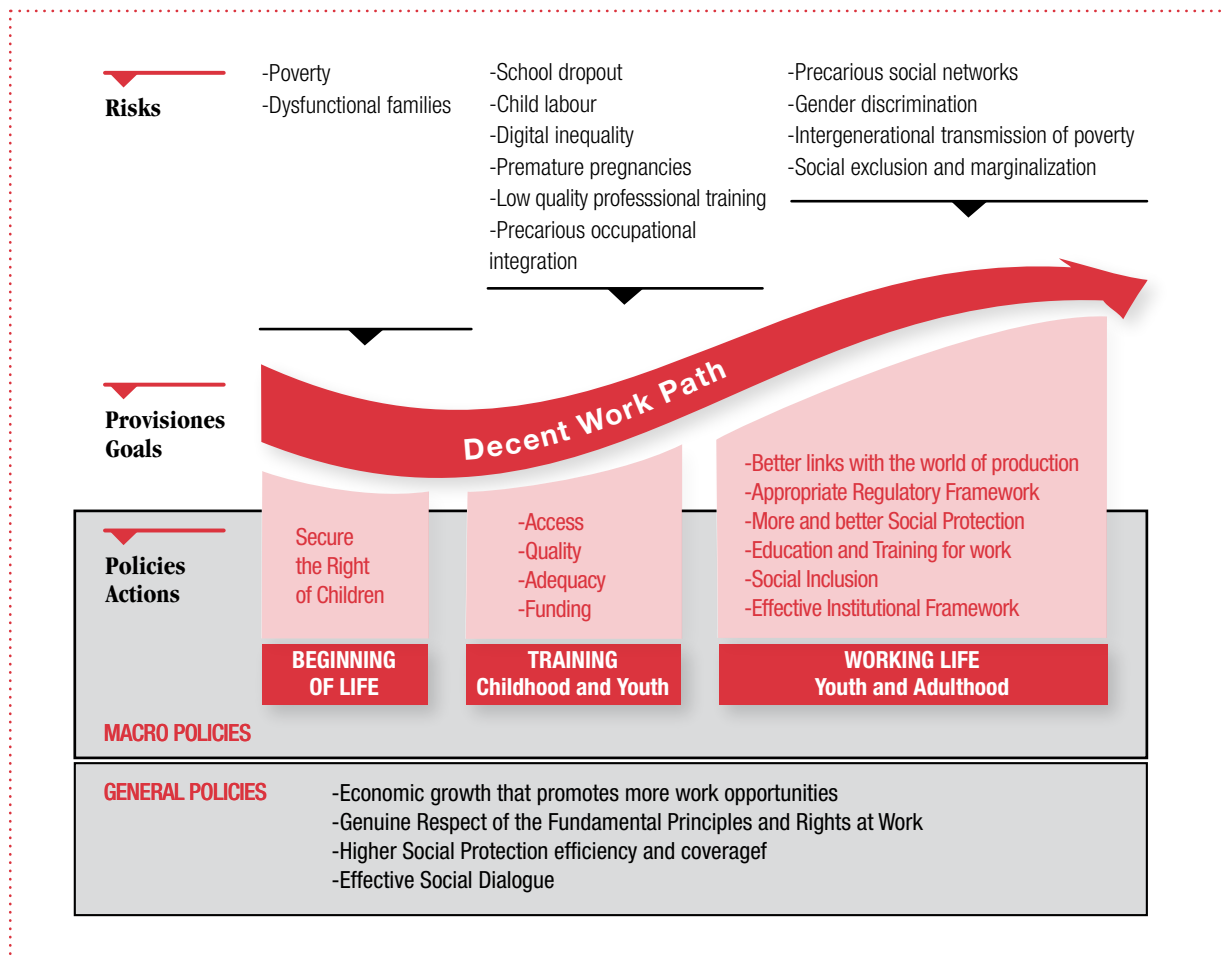 Risks
-Poverty
-Dysfunctional families
-School dropout
-Child labour
-Digital inequality
-Premature pregnancies
-Low quality professsional training
-Precarious occupational
integration
-Precarious social networks
-Gender discrimination
-Intergenerational transmission of poverty
-Social exclusion and marginalization
Provisiones
Goals
Decent Work Path
Policies
Actions
Secure
the Right
of Children
BEGINNING
OF LIFE
-Access
-Quality
-Adequacy
-Funding
TRAINING
Childhood and Youth
-Better links with the world of production
-Appropriate Regulatory Framework
-More and better Social Protection
-Education and Training for work
-Social Inclusion
-Effective Institutional Framework
WORKING LIFE
Youth and Adulthood
MACRO POLICIES
GENERAL POLICIES
-Economic growth that promotes more work opportunities
-Genuine Respect of the Fundamental Principles and Rights at Work
-Higher Social Protection efficiency and coveragef
-Effective Social Dialogue